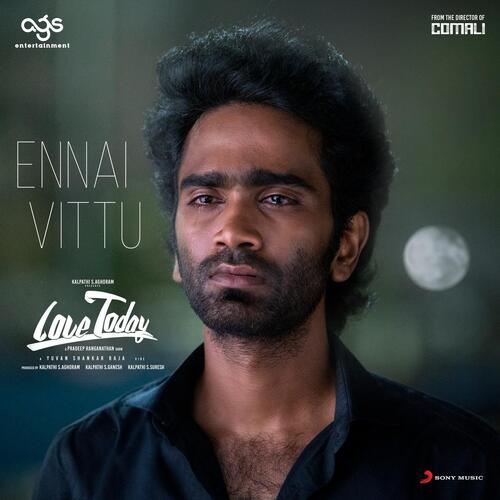 ags
entertainment
FROM THE DIRECTOR OF
COMALI
ENNAI
VITTU
KALPATHI S.AGHORAM
PRESENTS
Love Today
A PRADEEP RANGANATHAN SHOW
A YUVAN SHANKAR RAJA VIBE
PRODUCED BY KALPATHI S.AGHORAM KALPATHI S.GANESH KALPATHI S.SURESH
SONY MUSIC